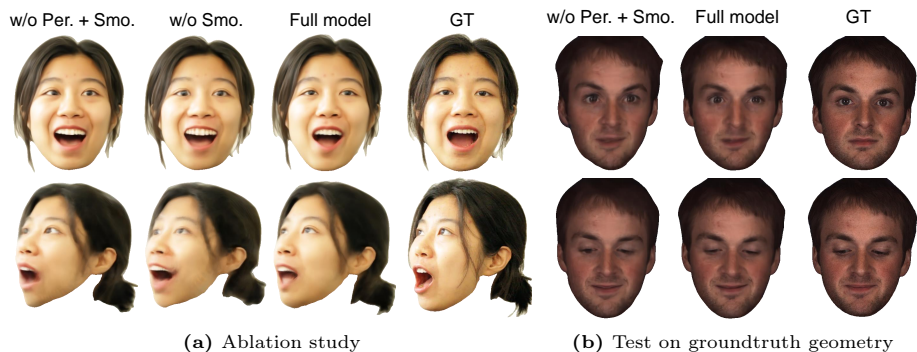 w/o Per. + Smo. w/o Smo. Full model GT
w/o Per. + Smo. Full model GT
(a) Ablation study
(b) Test on groundtruth geometry